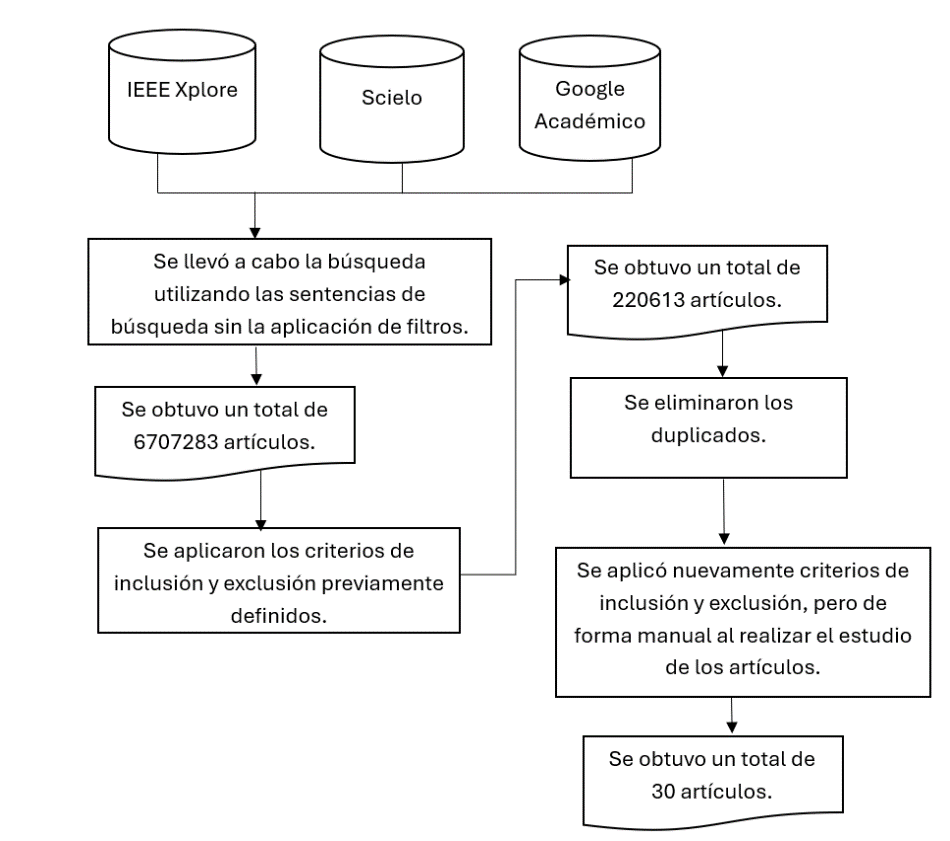 IEEE Xplore
Scielo
Google
Académico
Se llevó a cabo la búsqueda
utilizando las sentencias de
búsqueda sin la aplicación de filtros.
Se obtuvo un total de
6707283 artículos.
Se aplicaron los criterios de
inclusión y exclusión previamente
definidos.
Se obtuvo un total de
220613 artículos.
Se eliminaron los
duplicados.
Se aplicó nuevamente criterios de
inclusión y exclusión, pero de
forma manual al realizar el estudio
de los artículos.
Se obtuvo un total de
30 artículos.